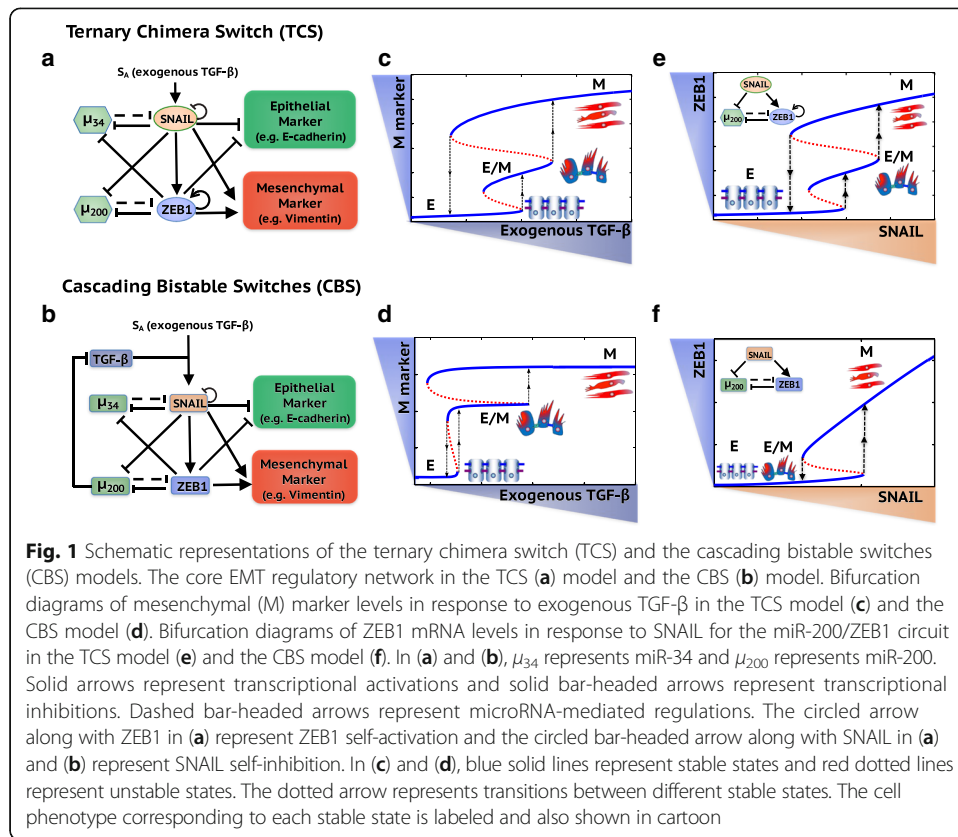 Ternary Chimera Switch (TCS)
a
S_A (exogenous TGF-β)
μ₃₄
SNAIL
μ₂₀₀
ZEB1
Epithelial
Marker
(e.g. E-cadherin)
Mesenchymal
Marker
(e.g. Vimentin)
c
M marker
M
E/M
E
Exogenous TGF-β
e
ZEB1
SNAIL
μ₂₀₀
ZEB1
M
E/M
E
SNAIL
Cascading Bistable Switches (CBS)
b
S_A (exogenous TGF-β)
TGF-β
μ₃₄
SNAIL
μ₂₀₀
ZEB1
Epithelial
Marker
(e.g. E-cadherin)
Mesenchymal
Marker
(e.g. Vimentin)
d
M marker
M
E/M
E
Exogenous TGF-β
f
ZEB1
SNAIL
μ₂₀₀
ZEB1
M
E
E/M
SNAIL
Fig. 1 Schematic representations of the ternary chimera switch (TCS) and the cascading bistable switches
(CBS) models. The core EMT regulatory network in the TCS (a) model and the CBS (b) model. Bifurcation
diagrams of mesenchymal (M) marker levels in response to exogenous TGF-β in the TCS model (c) and the
CBS model (d). Bifurcation diagrams of ZEB1 mRNA levels in response to SNAIL for the miR-200/ZEB1 circuit
in the TCS model (e) and the CBS model (f). In (a) and (b), μ₃₄ represents miR-34 and μ₂₀₀ represents miR-200.
Solid arrows represent transcriptional activations and solid bar-headed arrows represent transcriptional
inhibitions. Dashed bar-headed arrows represent microRNA-mediated regulations. The circled arrow
along with ZEB1 in (a) represent ZEB1 self-activation and the circled bar-headed arrow along with SNAIL in (a)
and (b) represent SNAIL self-inhibition. In (c) and (d), blue solid lines represent stable states and red dotted lines
represent unstable states. The dotted arrow represents transitions between different stable states. The cell
phenotype corresponding to each stable state is labeled and also shown in cartoon